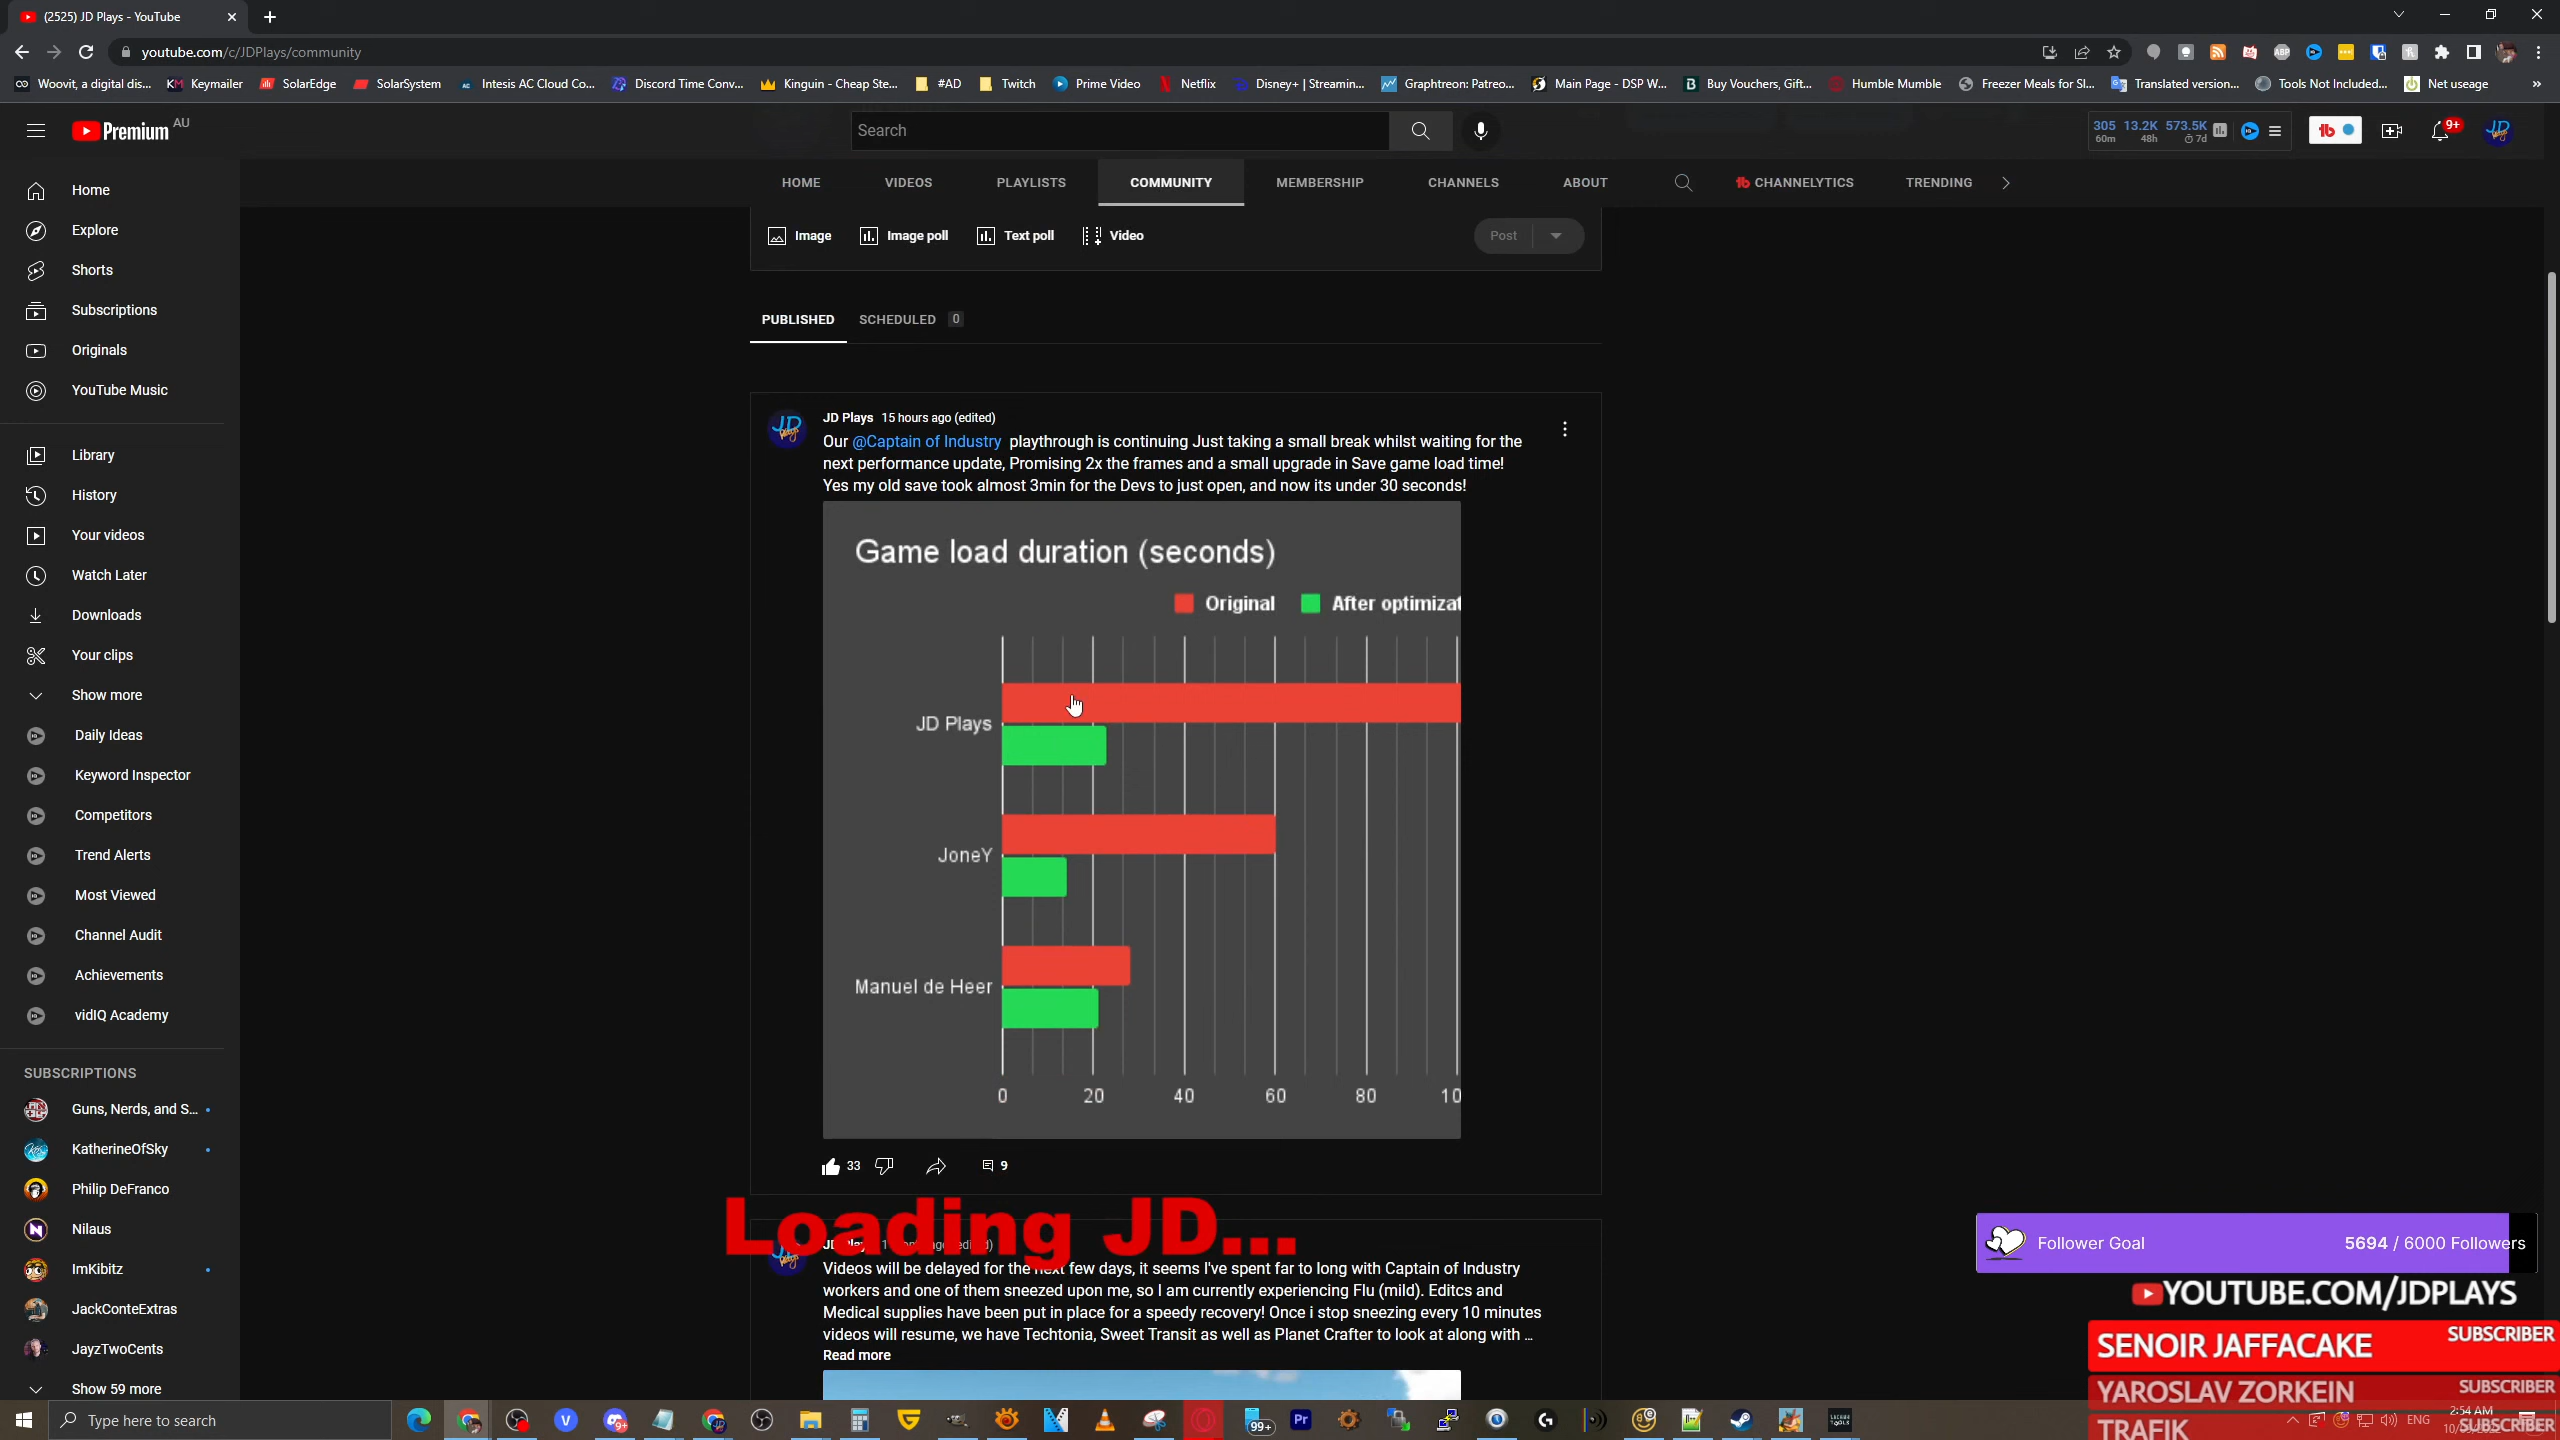 (2525) JD Plays - YouTube
youtube.com/c/JDPlays/community
Woovit, a digital dis... Keymailer SolarEdge SolarSystem Intesis AC Cloud Co... Discord Time Conv... Kinguin - Cheap Ste... #AD Twitch Prime Video Netflix Disney+ | Streamin... Graphtreon: Patreo... Main Page - DSP W... Buy Vouchers, Gift... Humble Mumble Freezer Meals for Sl... Translated version... Tools Not Included... Net useage
Premium AU
Search
305 13.2K 573.5K
60m 48h 7d
9+
HOME VIDEOS PLAYLISTS COMMUNITY MEMBERSHIP CHANNELS ABOUT CHANNELYTICS TRENDING
Image Image poll Text poll Video Post
PUBLISHED SCHEDULED 0
Home
Explore
Shorts
Subscriptions
Originals
YouTube Music
Library
History
Your videos
Watch Later
Downloads
Your clips
Show more
Daily Ideas
Keyword Inspector
Competitors
Trend Alerts
Most Viewed
Channel Audit
Achievements
vidIQ Academy
SUBSCRIPTIONS
Guns, Nerds, and S...
KatherineOfSky
Philip DeFranco
Nilaus
ImKibitz
JackConteExtras
JayzTwoCents
Show 59 more
JD Plays 15 hours ago (edited)
Our @Captain of Industry playthrough is continuing Just taking a small break whilst waiting for the
next performance update, Promising 2x the frames and a small upgrade in Save game load time!
Yes my old save took almost 3min for the Devs to just open, and now its under 30 seconds!
Game load duration (seconds)
Original After optimizat
JD Plays
JoneY
Manuel de Heer
0 20 40 60 80 10
33 9
Loading JD...
Videos will be delayed for the next few days, it seems I've spent far to long with Captain of Industry
workers and one of them sneezed upon me, so I am currently experiencing Flu (mild). Editcs and
Medical supplies have been put in place for a speedy recovery! Once i stop sneezing every 10 minutes
videos will resume, we have Techtonia, Sweet Transit as well as Planet Crafter to look at along with ...
Read more
Follower Goal 5694 / 6000 Followers
YOUTUBE.COM/JDPLAYS
SENOIR JAFFACAKE SUBSCRIBER
YAROSLAV ZORKEIN SUBSCRIBER
TRAFIK SUBSCRIBER
Type here to search
99+
Pr
ENG
2:54 AM